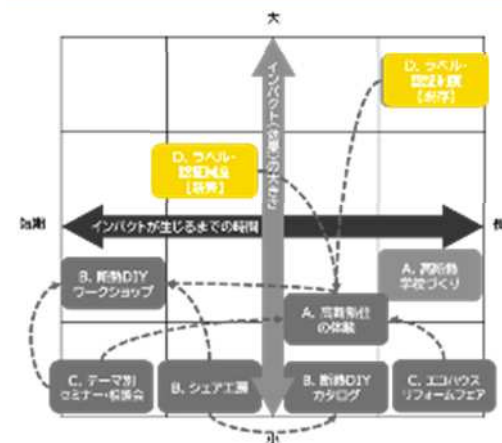 大
インパクト(効果)の大きさ
D. ラベル・
認証制度
【既存】
D. ラベル・
認証制度
【新男】
短期
インパクトが生じるまでの時間
長
B. 断熱DIY
ワークショップ
A. 高断熱
学校づくり
A. 高断熱住
の体験
C. テーマ別
セミナー・相談会
B. シェア工房
B. 断熱DIY
カタログ
C. エコハウス
リフォームフェア
小